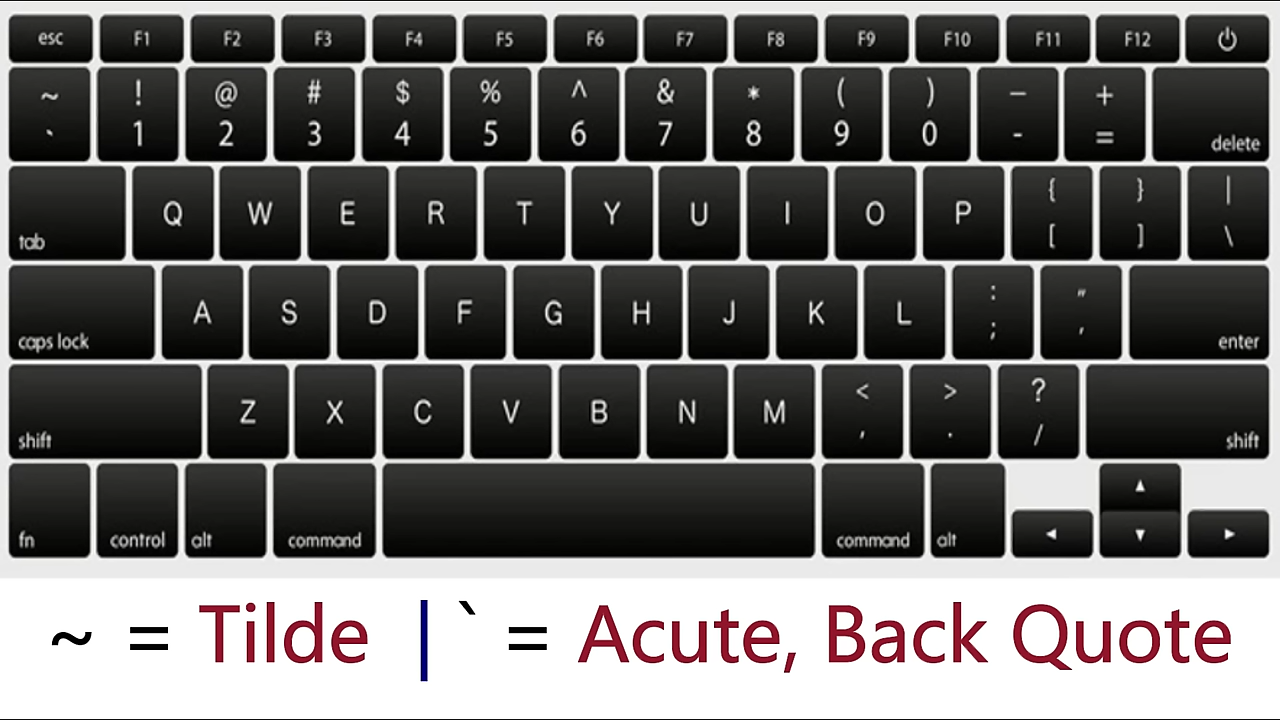 esc F1 F2 F3 F4 F5 F6 F7 F8 F9 F10 F11 F12
~ ! @ # $ % ^ & * ( ) _ +
` 1 2 3 4 5 6 7 8 9 0 - = delete
tab Q W E R T Y U I O P { } |
[ ] \
caps lock A S D F G H J K L : "
; ' enter
shift Z X C V B N M < > ?
, . / shift
fn control alt command command alt ◄ ▲ ▼ ►
~ = Tilde | ` = Acute, Back Quote